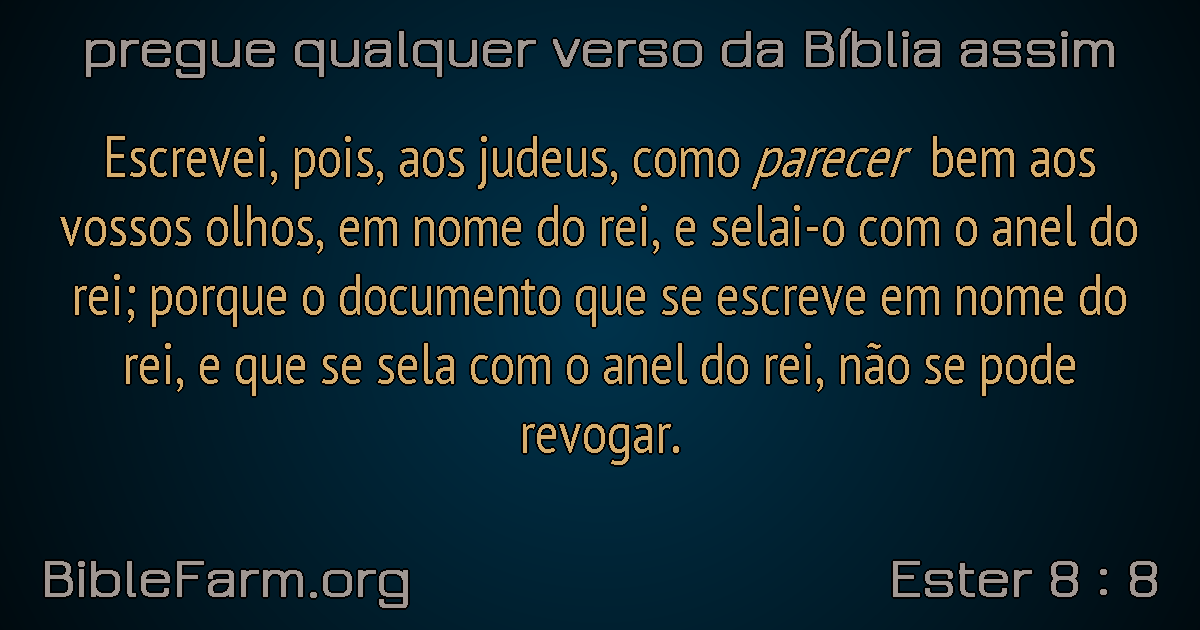 pregue qualquer verso da Bíblia assim
Escrevei, pois, aos judeus, como parecer bem aos
vossos olhos, em nome do rei, e selai-o com o anel do
rei; porque o documento que se escreve em nome do
rei, e que se sela com o anel do rei, não se pode
revogar.
BibleFarm.org
Ester 8 : 8